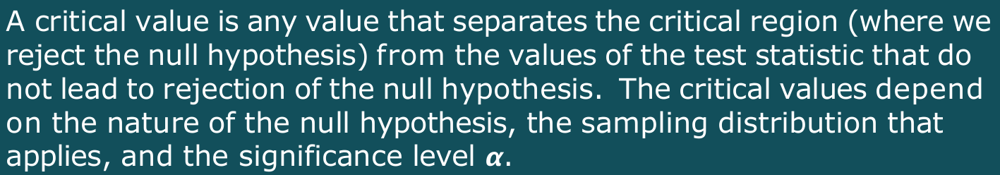 A critical value is any value that separates the critical region (where we
reject the null hypothesis) from the values of the test statistic that do
not lead to rejection of the null hypothesis.  The critical values depend
on the nature of the null hypothesis, the sampling distribution that
applies, and the significance level α.